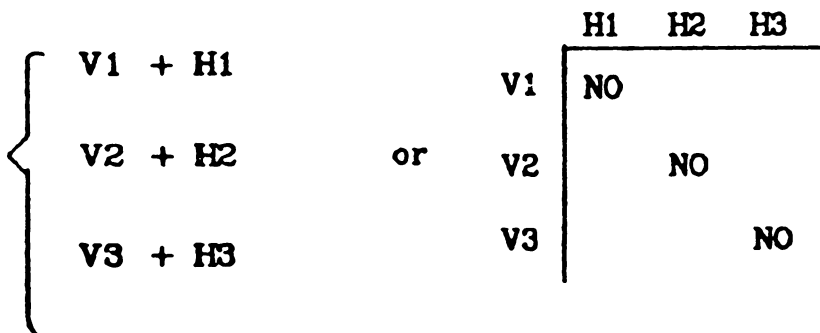 V1 + H1
V2 + H2
V3 + H3
or
H1 H2 H3
V1 NO
V2 NO
V3 NO